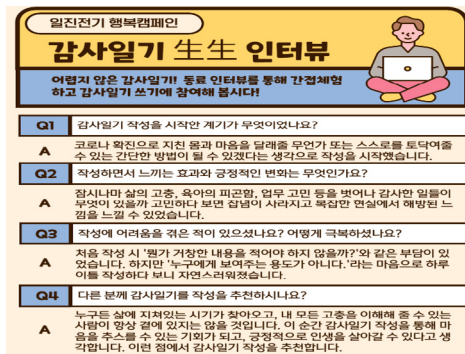 일진전기 행복캠페인
감사일기 生生 인터뷰
어렵지 않은 감사일기! 동료 인터뷰를 통해 간접체험
하고 감사일기 쓰기에 참여해 봅시다!
Q1 감사일기 작성을 시작한 계기가 무엇이었나요?
코로나 확진으로 지친 몸과 마음을 달래줄 무언가 또는 스스로를 토닥여줄
A 수 있는 간단한 방법이 될 수 있겠다는 생각으로 작성을 시작했습니다.
Q2 작성하면서 느끼는 효과와 긍정적인 변화는 무엇인가요?
잠시나마 삶의 고충, 육아의 피곤함, 업무 고민 등을 벗어나 감사한 일들이
A 무엇이 있을까 고민하다 보면 잡념이 사라지고 복잡한 현실에서 해방된 느
낌을 느낄 수 있었습니다.
Q3 작성에 어려움을 겪은 적이 있으셨나요? 어떻게 극복하셨나요?
처음 작성 시 '뭔가 거창한 내용을 적어야 하지 않을까?'와 같은 부담이 있
A 었습니다. 하지만 '누구에게 보여주는 용도가 아니다.'라는 마음으로 하루
이틀 작성하다 보니 자연스러워졌습니다.
Q4 다른 분께 감사일기를 작성을 추천하시나요?
누구든 삶에 지쳐있는 시기가 찾아오고, 내 모든 고충을 이해해 줄 수 있는
사람이 항상 곁에 있지는 않을 것입니다. 이 순간 감사일기 작성을 통해 마
A 음을 추스를 수 있는 기회가 되고, 긍정적으로 인생을 살아갈 수 있다고 생
각합니다. 이런 점에서 감사일기 작성을 추천합니다.